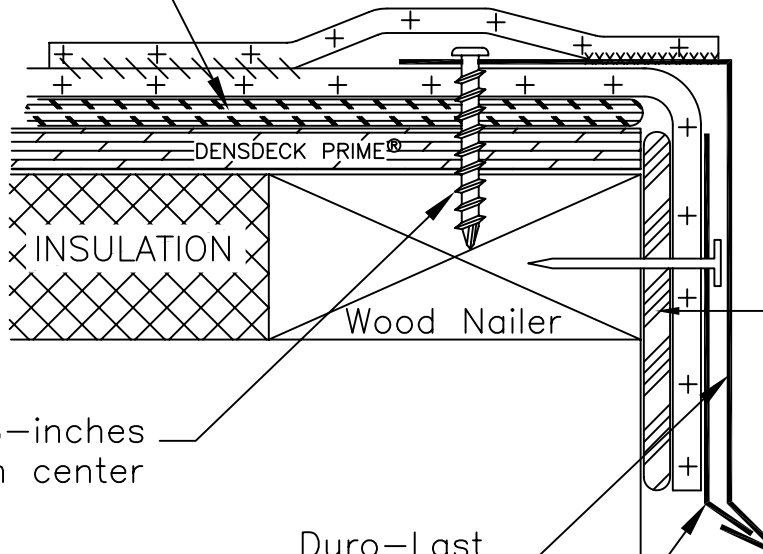 DENSDECK PRIME®
INSULATION
Wood Nailer
-inches
center
Duro-Last